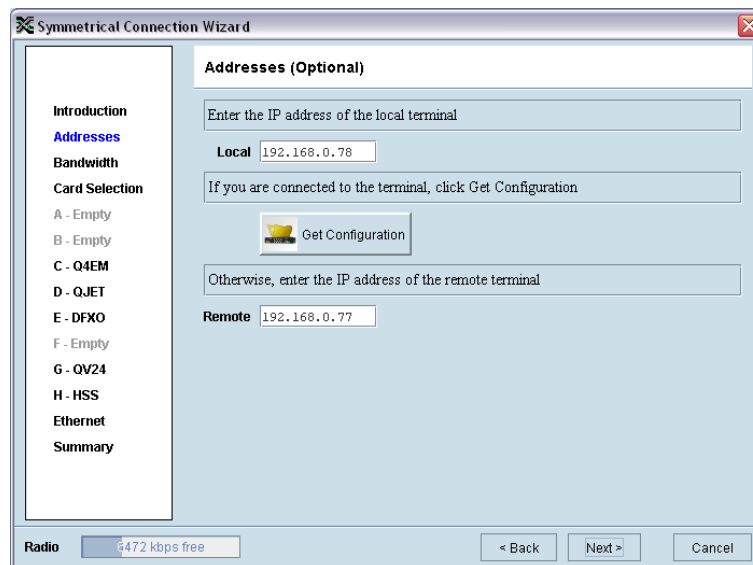 Symmetrical Connection Wizard
Introduction
Addresses
Bandwidth
Card Selection
A - Empty
B - Empty
C - Q4EM
D - QJET
E - DFXO
F - Empty
G - QV24
H - HSS
Ethernet
Summary
Addresses (Optional)
Enter the IP address of the local terminal
Local 192.168.0.78
If you are connected to the terminal, click Get Configuration
Get Configuration
Otherwise, enter the IP address of the remote terminal
Remote 192.168.0.77
Radio 6472 kbps free
< Back
Next >
Cancel